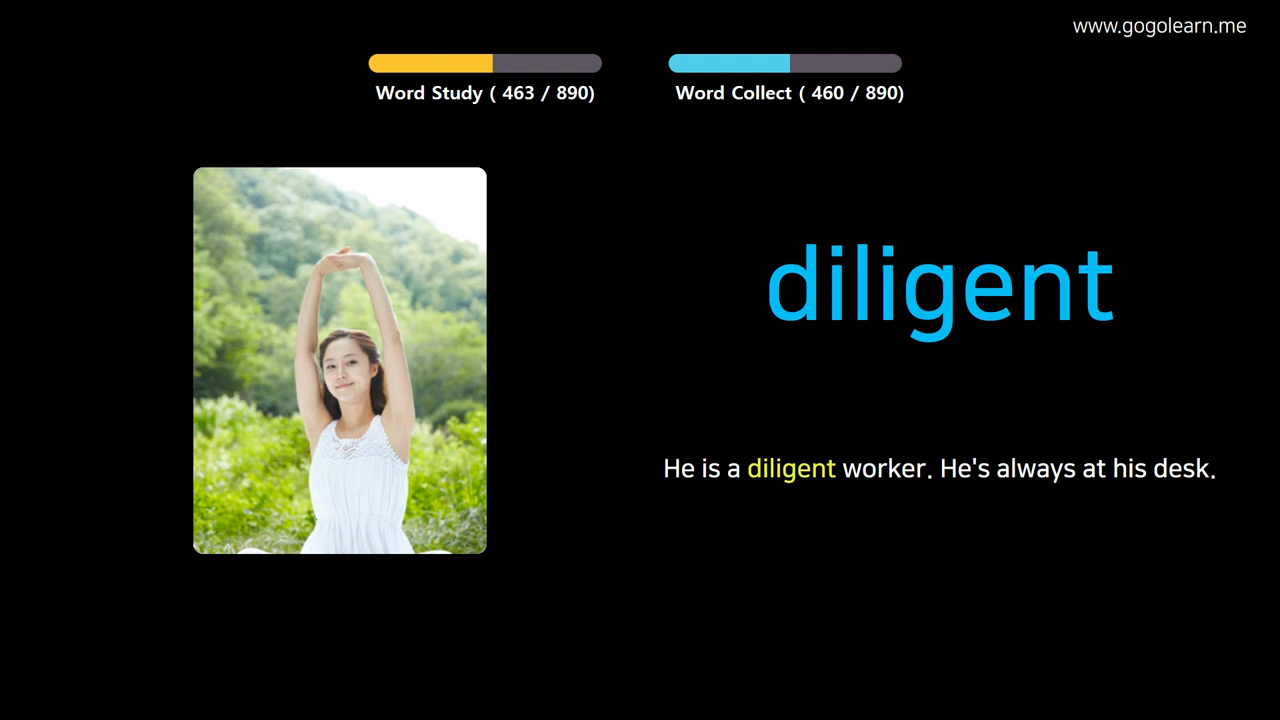 www.gogolearn.me
Word Study ( 463 / 890)
Word Collect ( 460 / 890)
diligent
He is a diligent worker. He's always at his desk.